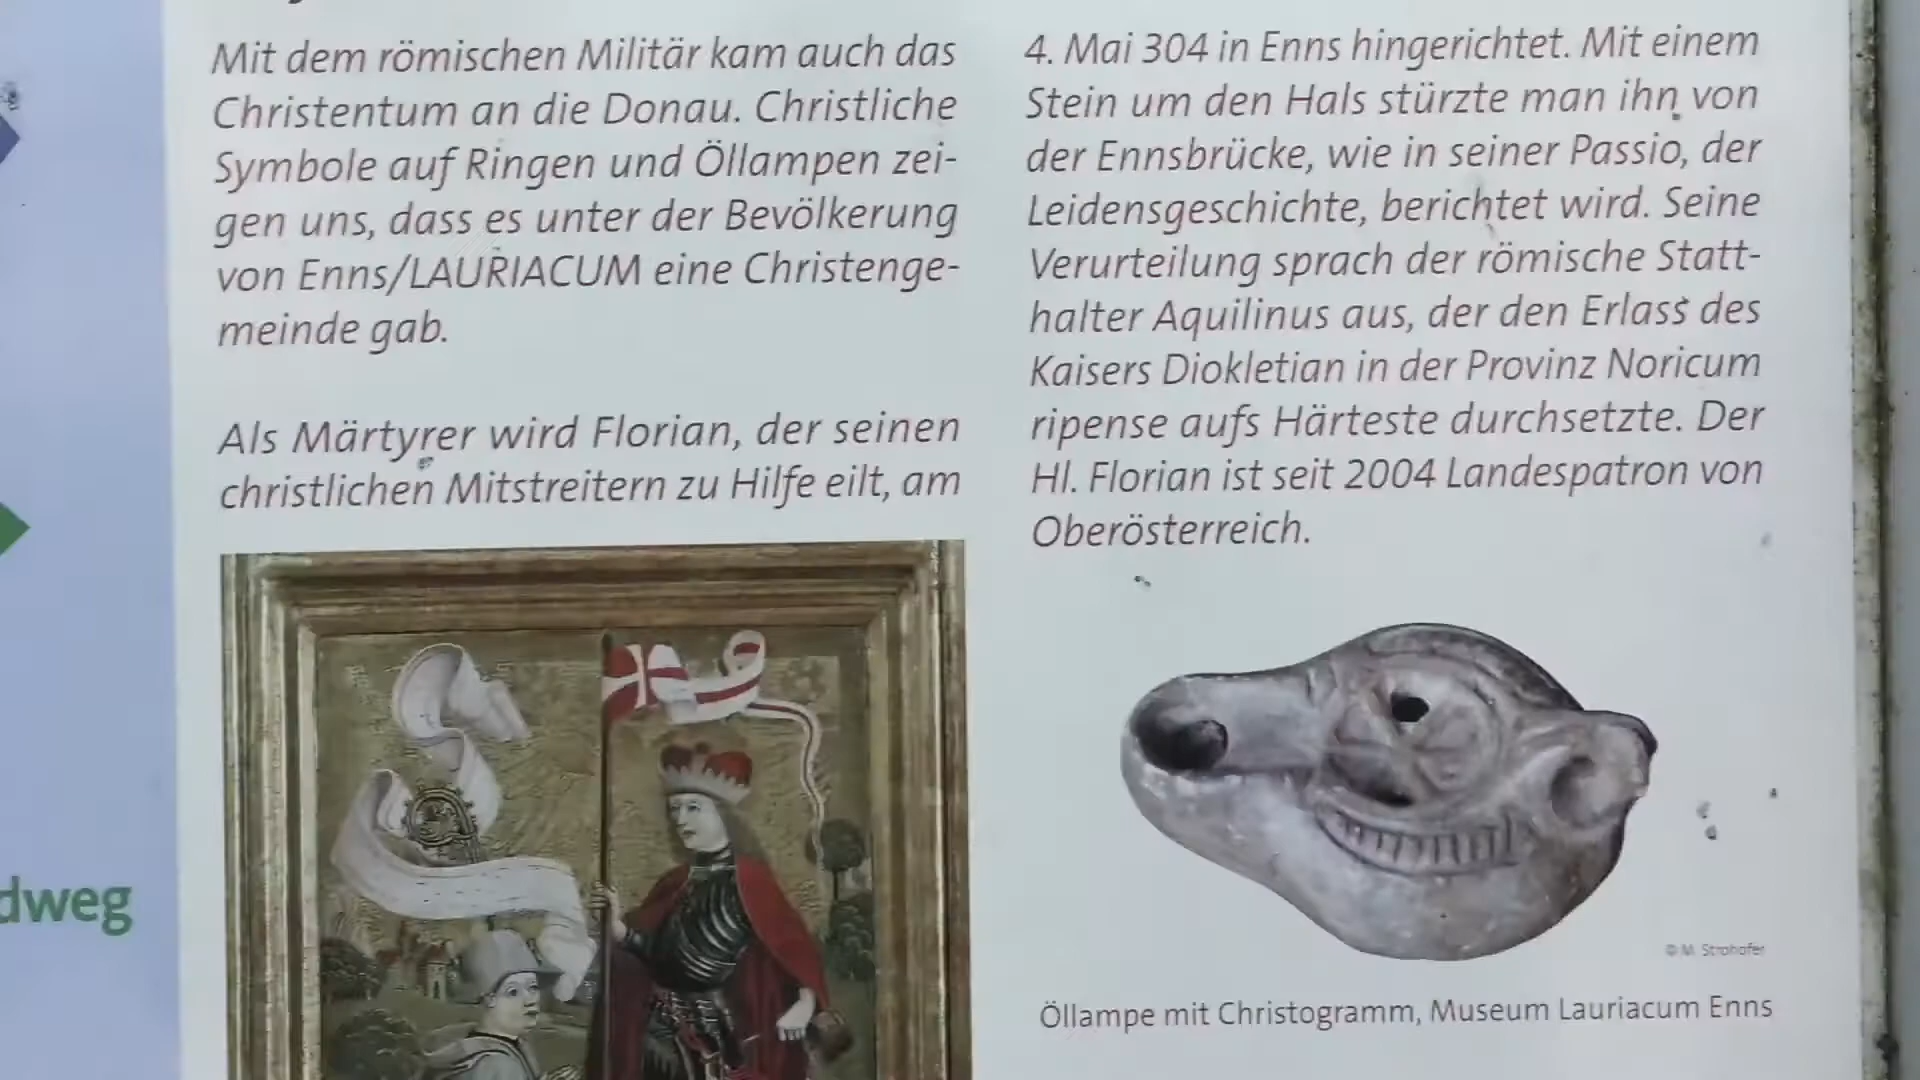 Mit dem römischen Militär kam auch das
Christentum an die Donau. Christliche
Symbole auf Ringen und Öllampen zei-
gen uns, dass es unter der Bevölkerung
von Enns/LAURIACUM eine Christenge-
meinde gab.
Als Märtyrer wird Florian, der seinen
christlichen Mitstreitern zu Hilfe eilt, am
4. Mai 304 in Enns hingerichtet. Mit einem
Stein um den Hals stürzte man ihn von
der Ennsbrücke, wie in seiner Passio, der
Leidensgeschichte, berichtet wird. Seine
Verurteilung sprach der römische Statt-
halter Aquilinus aus, der den Erlass des
Kaisers Diokletian in der Provinz Noricum
ripense aufs Härteste durchsetzte. Der
Hl. Florian ist seit 2004 Landespatron von
Oberösterreich.
© M. Strohofer
Öllampe mit Christogramm, Museum Lauriacum Enns
dweg